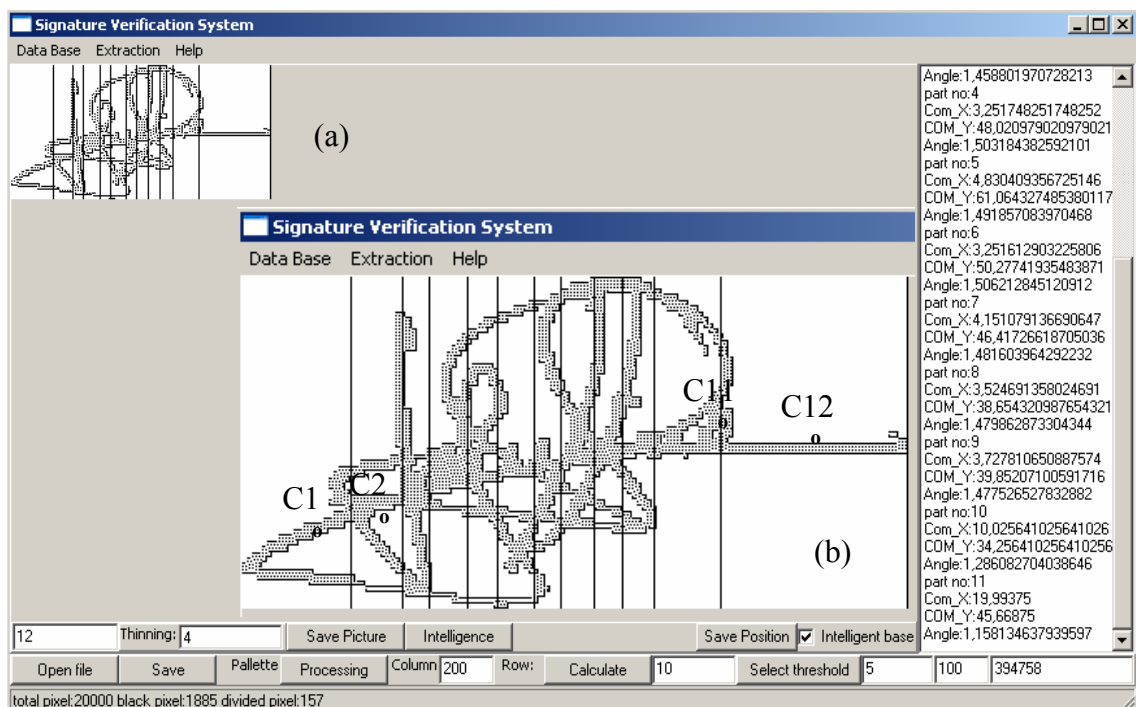 Signature Verification System
Data Base Extraction Help
(a)
Signature Verification System
Data Base Extraction Help
C11
C12
C2
C1
(b)
Angle:1,458801970728213
part no:4
Com_X:3,251748251748252
COM_Y:48,020979020979021
Angle:1,503184382592101
part no:5
Com_X:4,830409356725146
COM_Y:61,064327485380117
Angle:1,491857083970468
part no:6
Com_X:3,251612903225806
COM_Y:50,27741935483871
Angle:1,506212845120912
part no:7
Com_X:4,151079136690647
COM_Y:46,41726618705036
Angle:1,481603964292232
part no:8
Com_X:3,524691358024691
COM_Y:38,654320987654321
Angle:1,479862873304344
part no:9
Com_X:3,727810650887574
COM_Y:39,85207100591716
Angle:1,477526527832882
part no:10
Com_X:10,025641025641026
COM_Y:34,256410256410256
Angle:1,286082704038646
part no:11
Com_X:19,99375
COM_Y:45,66875
Angle:1,158134637939597
12 Thinning: 4 Save Picture Intelligence Save Position Intelligent base
Open file Save Pallette Processing Column 200 Row: Calculate 10 Select threshold 5 100 394758
total pixel:20000 black pixel:1885 divided pixel:157